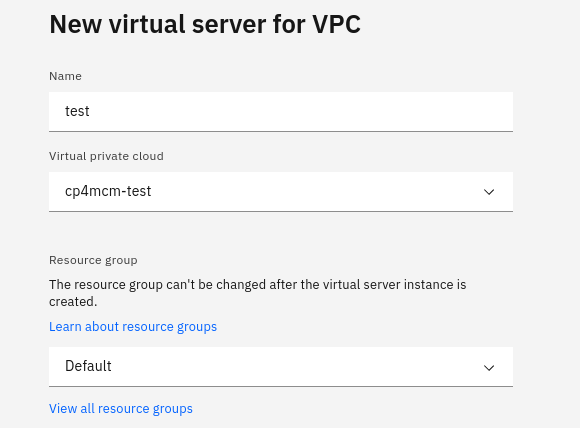 New virtual server for VPC
Name
test
Virtual private cloud
cp4mcm-test
Resource group
The resource group can't be changed after the virtual server instance is
created.
Learn about resource groups
Default
View all resource groups